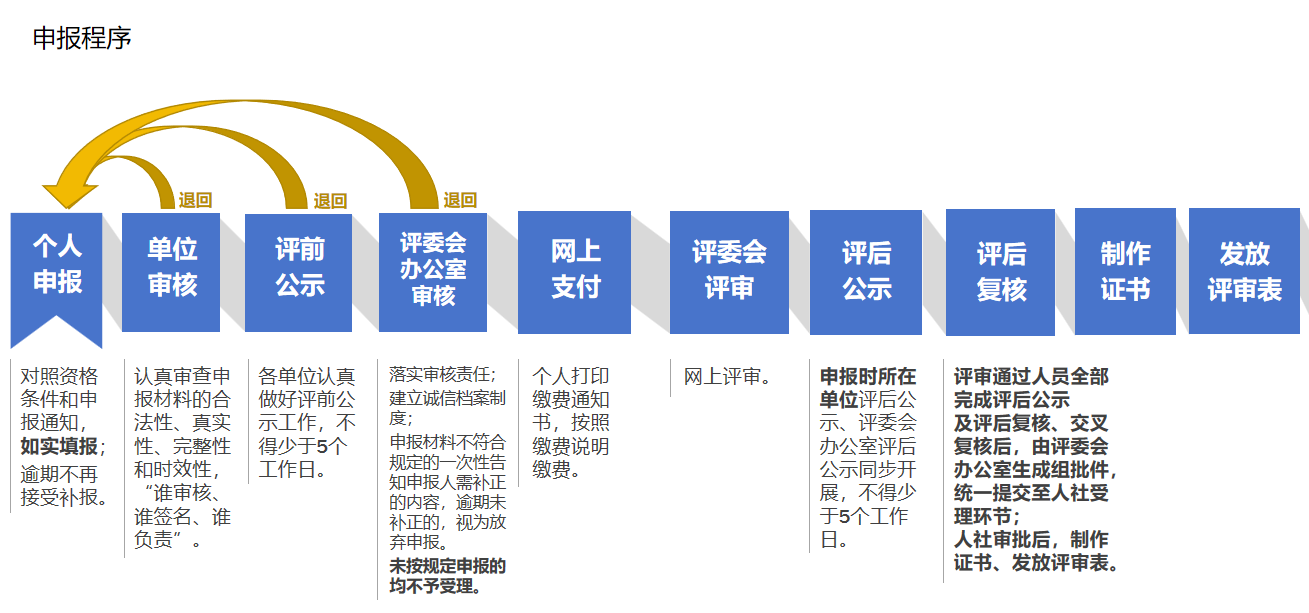 申报程序
退回
退回
退回
个人
申报
单位
审核
评前
公示
评委会
办公室
审核
网上
支付
评委会
评审
评后
公示
评后
复核
制作
证书
发放
评审表
对照资格
条件和申
报通知，
如实填报；
逾期不再
接受补报。
认真审查申
报材料的合
法性、真实
性、完整性
和时效性，
“谁审核、
谁签名、谁
负责”。
各单位认真
做好评前公
示工作，不
得少于5个
工作日。
落实审核责任；
建立诚信档案制
度；
申报材料不符合
规定的一次性告
知申报人需补正
的内容，逾期未
补正的，视为放
弃申报。
未按规定申报的
均不予受理。
个人打印
缴费通知
书，按照
缴费说明
缴费。
网上评审。
申报时所在
单位评后公
示、评委会
办公室评后
公示同步开
展，不得少
于5个工作
日。
评审通过人员全部
完成评后公示
及评后复核、交叉
复核后，由评委会
办公室生成组批件，
统一提交至人社受
理环节；
人社审批后，制作
证书、发放评审表。